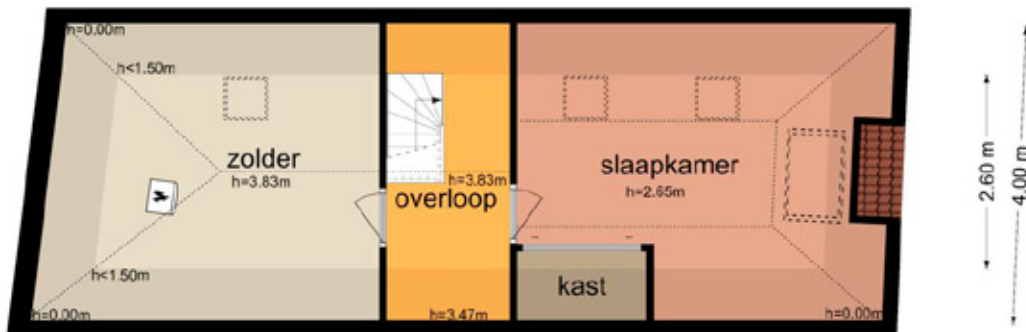 h=0.00m
h<1.50m
zolder
h=3.83m
h=3.83m
overloop
slaapkamer
h=2.65m
2.60 m
4.00 m
h<1.50m
kast
h=0.00m
h=3.47m
h=0.00m